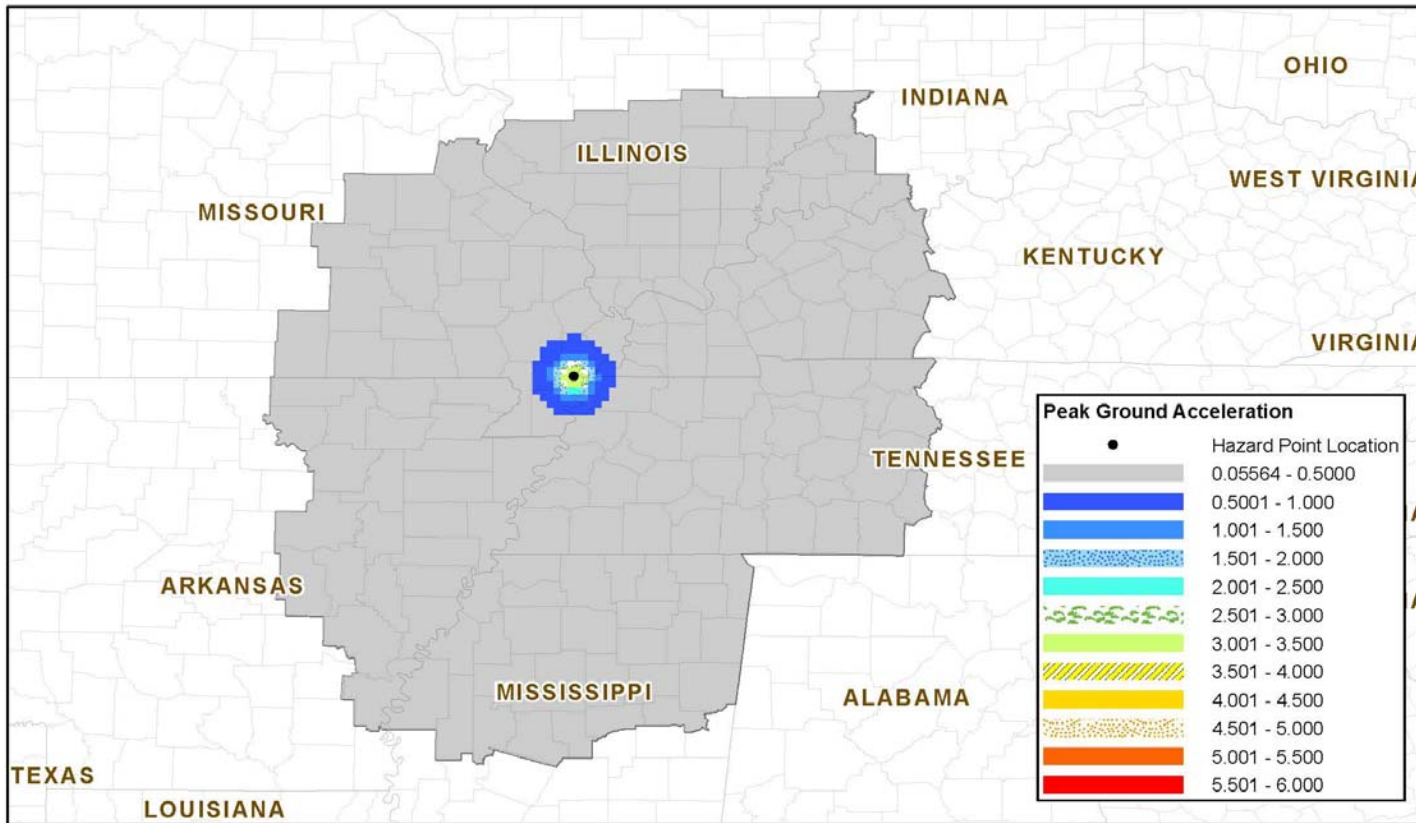 OHIO
INDIANA
ILLINOIS
WEST VIRGINIA
MISSOURI
KENTUCKY
VIRGINIA
TENNESSEE
ARKANSAS
MISSISSIPPI
ALABAMA
TEXAS
LOUISIANA
Peak Ground Acceleration
Hazard Point Location
0.05564 - 0.5000
0.5001 - 1.000
1.001 - 1.500
1.501 - 2.000
2.001 - 2.500
2.501 - 3.000
3.001 - 3.500
3.501 - 4.000
4.001 - 4.500
4.501 - 5.000
5.001 - 5.500
5.501 - 6.000